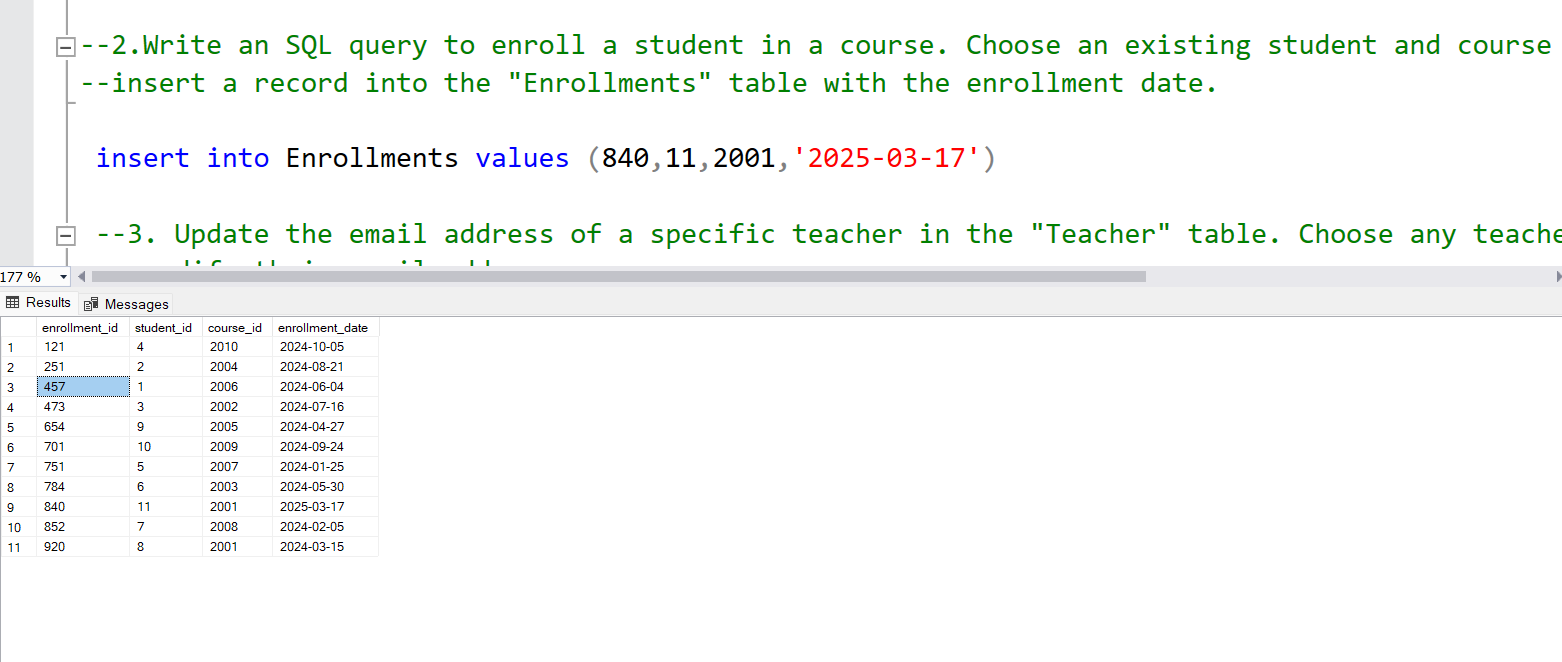 --2.Write an SQL query to enroll a student in a course. Choose an existing student and course
--insert a record into the "Enrollments" table with the enrollment date.
insert into Enrollments values (840,11,2001,'2025-03-17')
--3. Update the email address of a specific teacher in the "Teacher" table. Choose any
177 %
Results Messages
enrollment_id student_id course_id enrollment_date
1 121 4 2010 2024-10-05
2 251 2 2004 2024-08-21
3 457 1 2006 2024-06-04
4 473 3 2002 2024-07-16
5 654 9 2005 2024-04-27
6 701 10 2009 2024-09-24
7 751 5 2007 2024-01-25
8 784 6 2003 2024-05-30
9 840 11 2001 2025-03-17
10 852 7 2008 2024-02-05
11 920 8 2001 2024-03-15